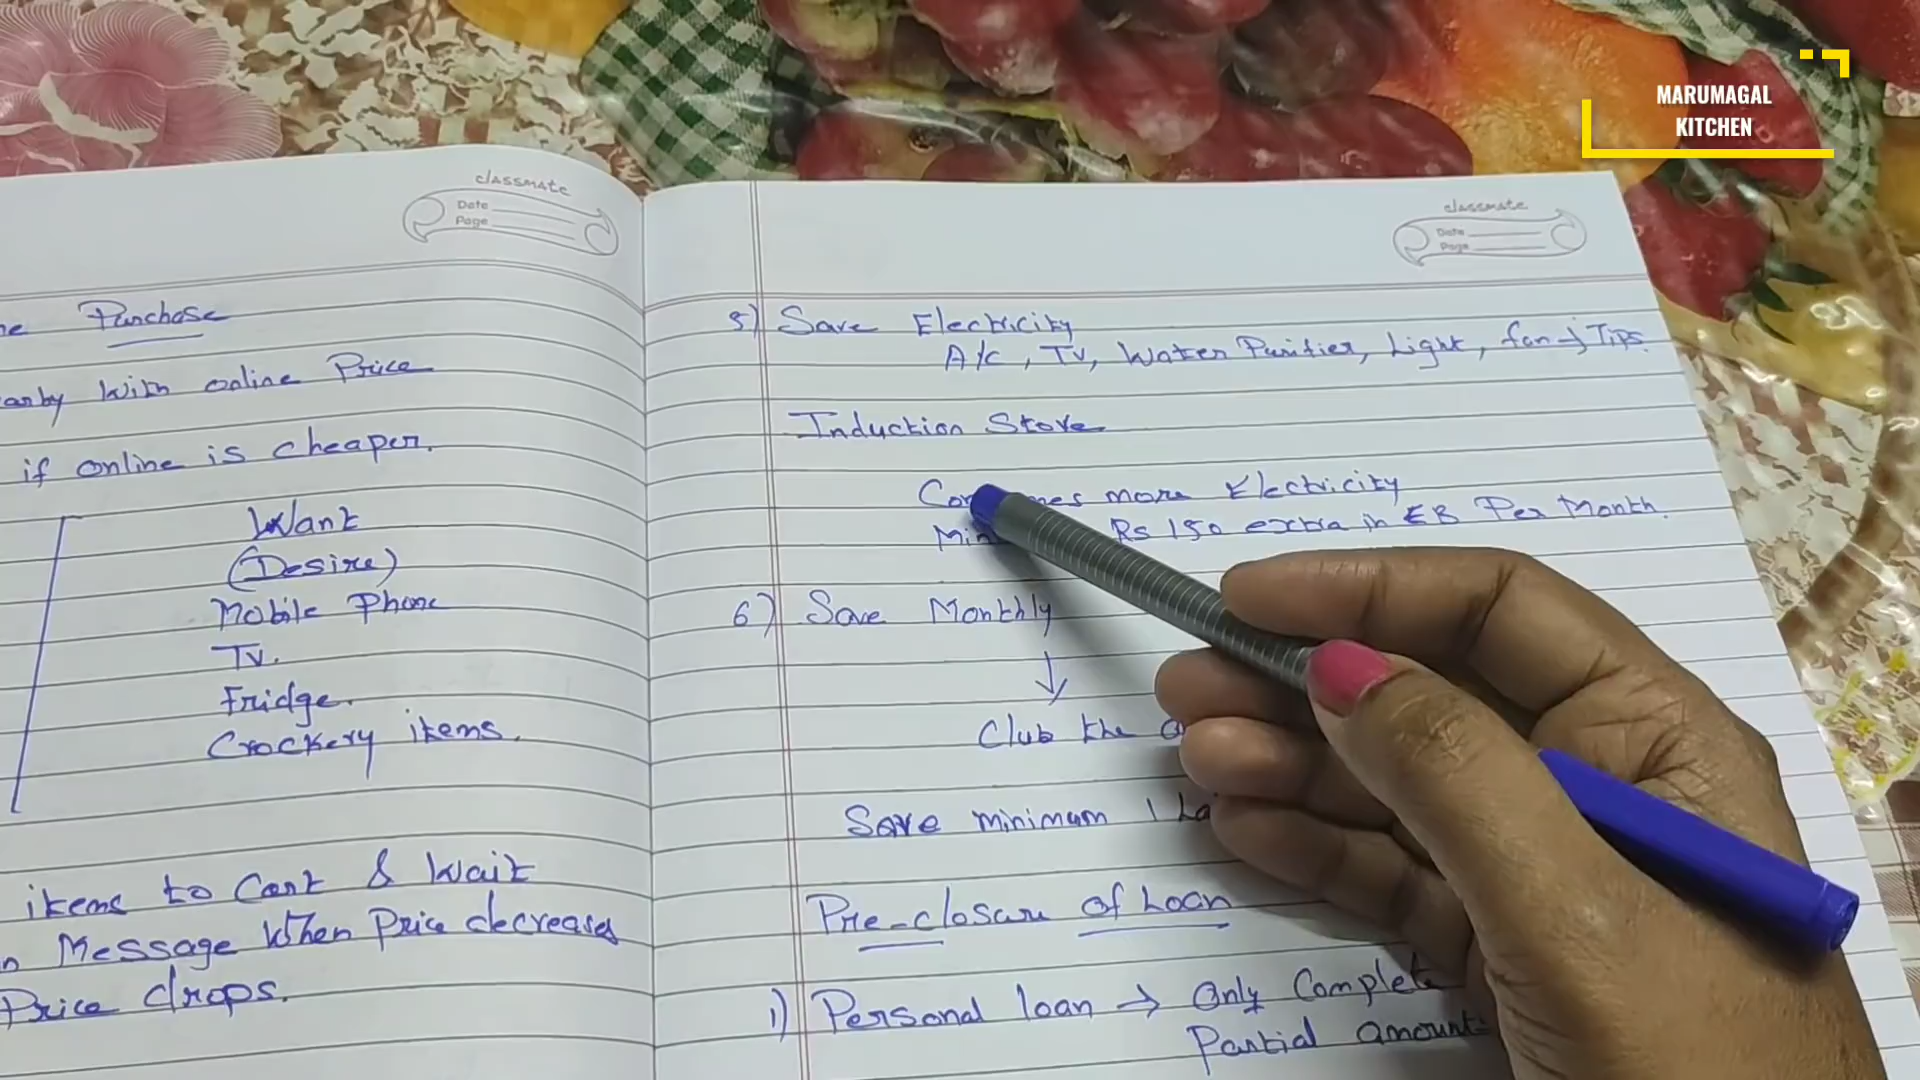 MARUMAGAL
KITCHEN
classmate
Date
Page
Purchase
with online Price
if online is cheaper.
Want
(Desire)
Mobile Phone
Tv.
Fridge.
Crockery items.
items to Cart & Wait
Message When Price decreases
Price drops.
classmate
Date
Page
5) Save Electricity
A/c, Tv, Water Purifier, Light, fan → Tips.
Induction Stove
more Electricity
Rs 150 extra in EB Per Month.
6) Save Monthly
↓
Club the
Save minimum 1
Pre-closure of Loan
1) Personal loan → Only Complete
Partial amount